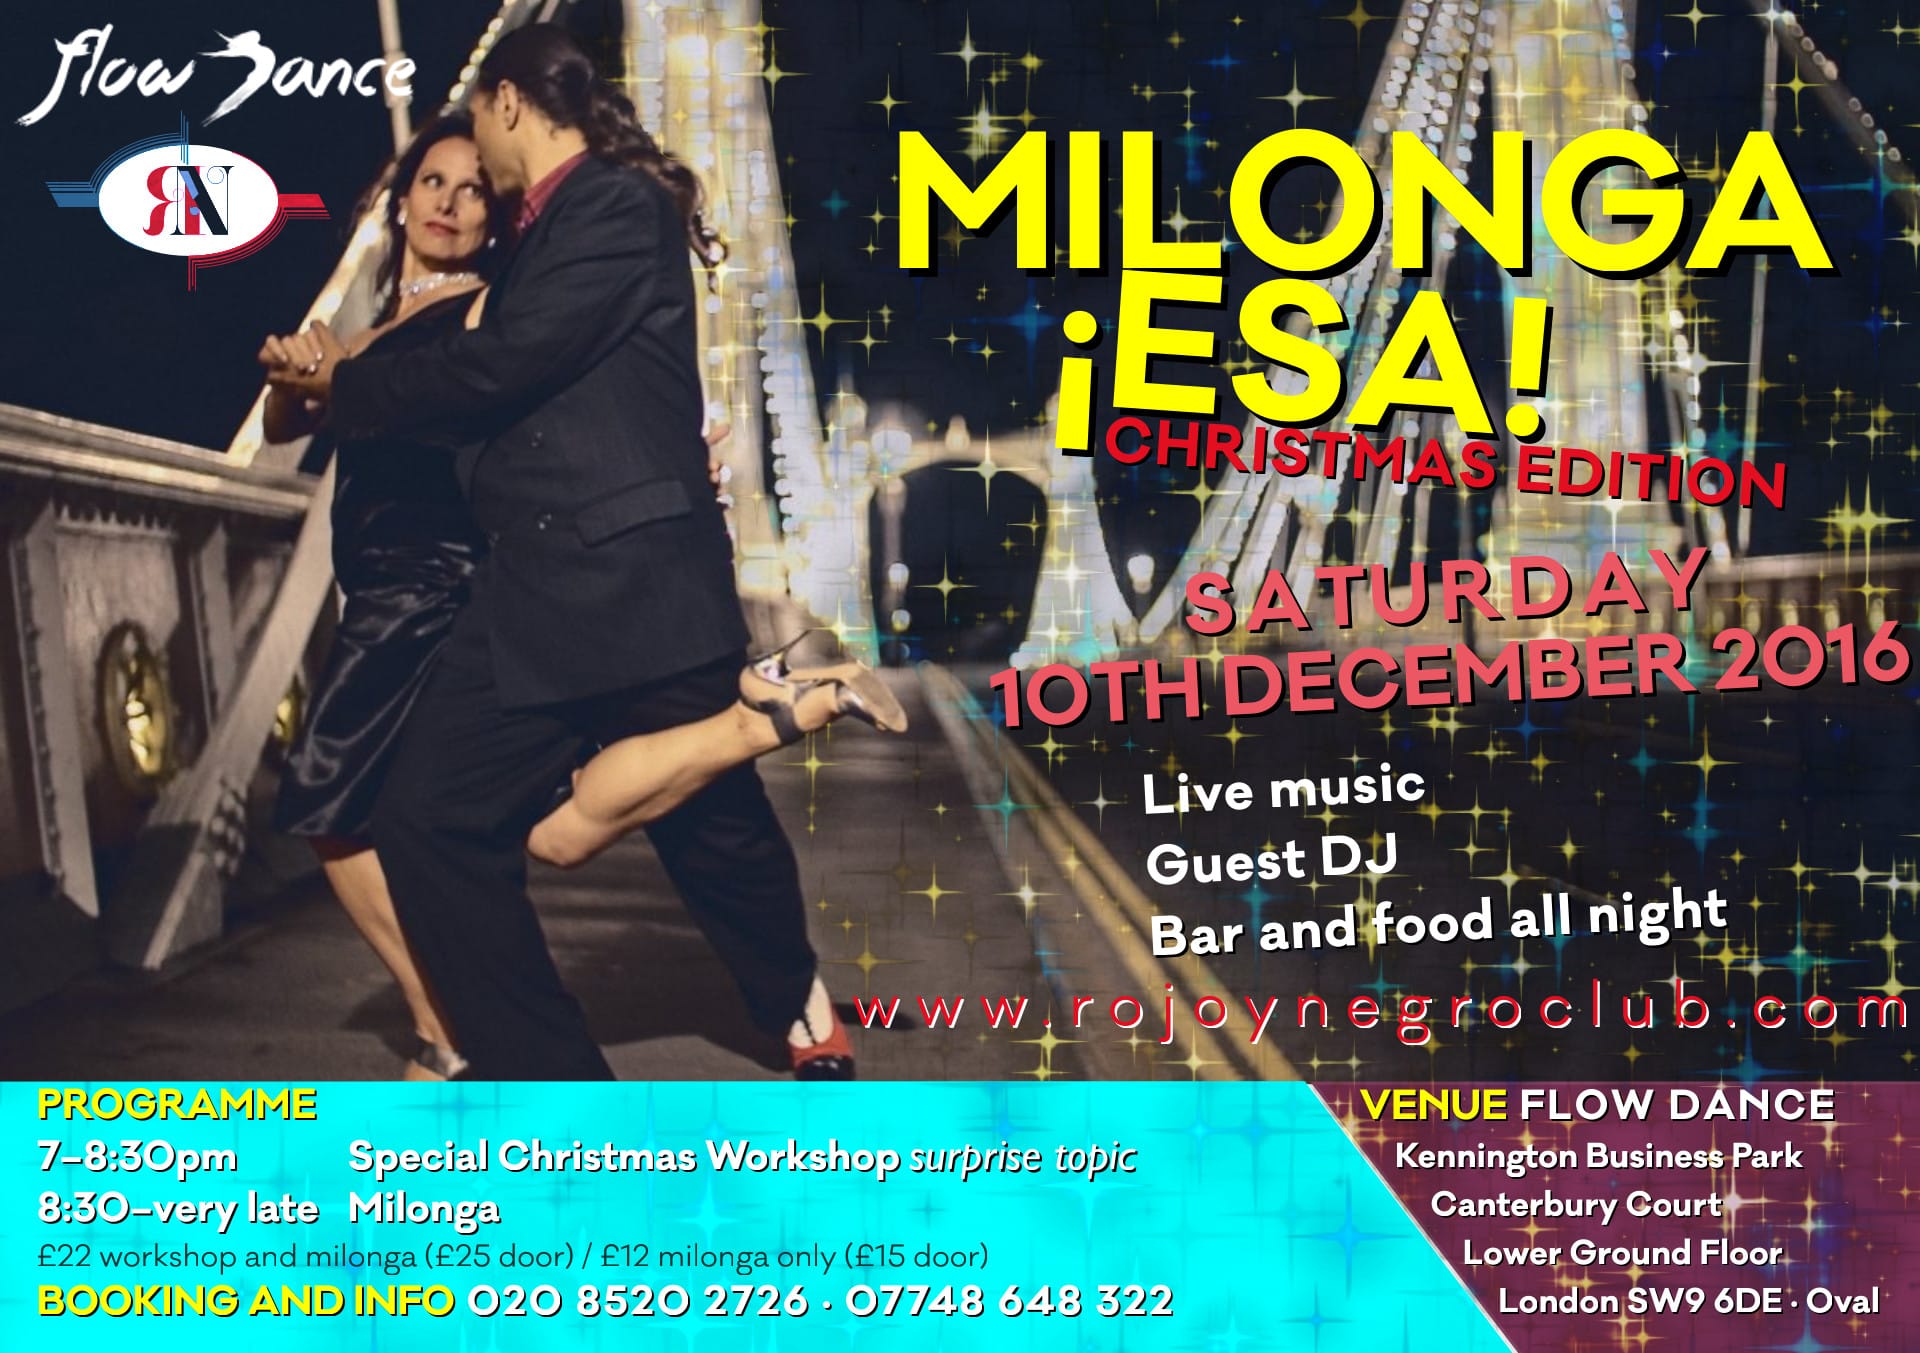 flow Dance
RN
MILONGA
¡ESA!
CHRISTMAS EDITION
SATURDAY
10TH DECEMBER 2016
Live music
Guest DJ
Bar and food all night
www.rojoynegroclub.com
PROGRAMME
7–8:30pm Special Christmas Workshop surprise topic
8:30–very late Milonga
£22 workshop and milonga (£25 door) / £12 milonga only (£15 door)
BOOKING AND INFO 020 8520 2726 · 07748 648 322
VENUE FLOW DANCE
Kennington Business Park
Canterbury Court
Lower Ground Floor
London SW9 6DE · Oval